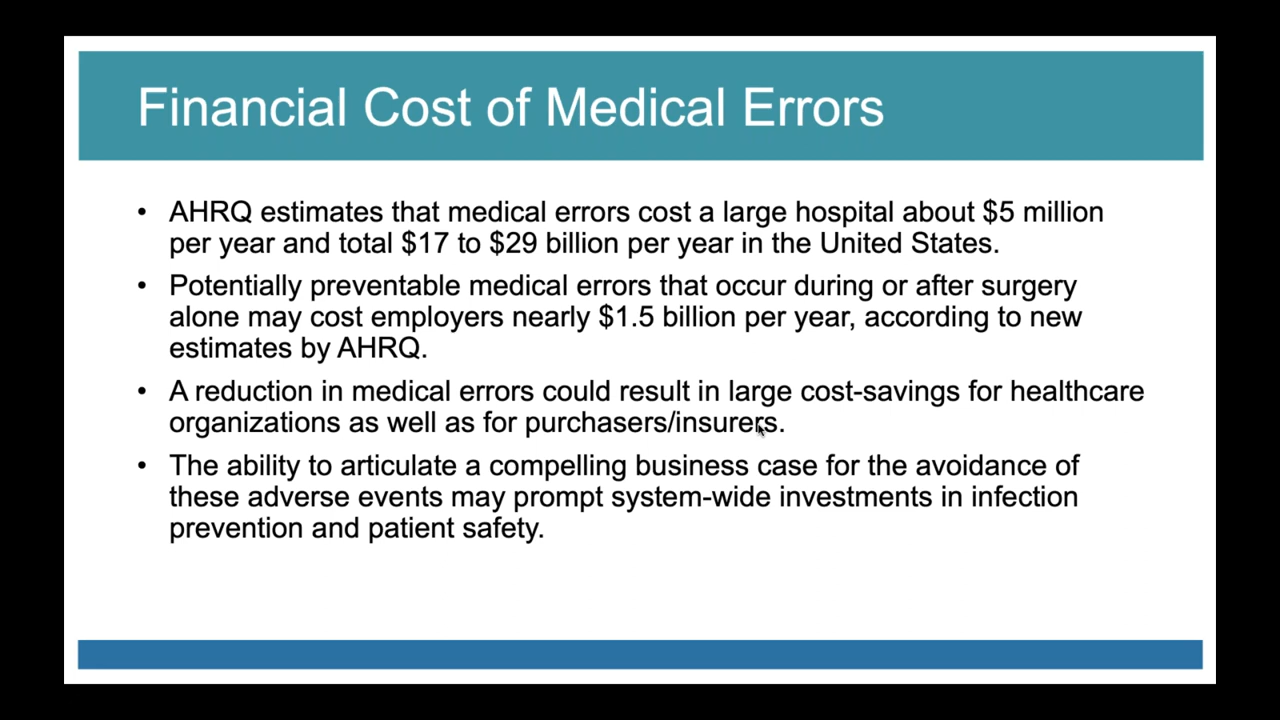 Financial Cost of Medical Errors
• AHRQ estimates that medical errors cost a large hospital about $5 million
per year and total $17 to $29 billion per year in the United States.
• Potentially preventable medical errors that occur during or after surgery
alone may cost employers nearly $1.5 billion per year, according to new
estimates by AHRQ.
• A reduction in medical errors could result in large cost-savings for healthcare
organizations as well as for purchasers/insurers.
• The ability to articulate a compelling business case for the avoidance of
these adverse events may prompt system-wide investments in infection
prevention and patient safety.